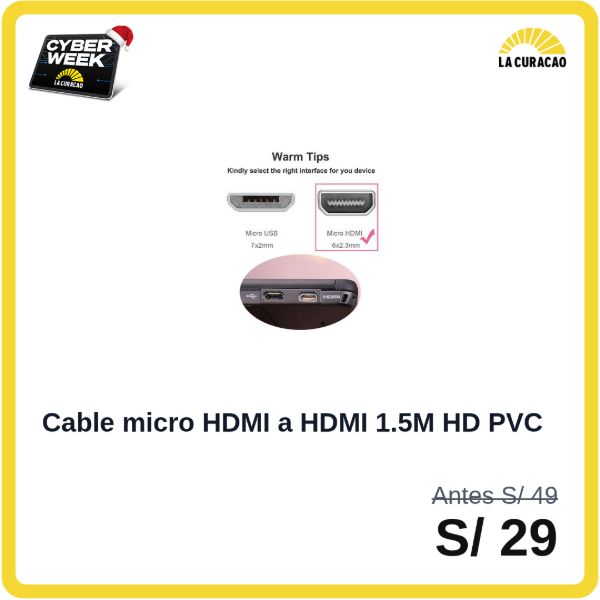 CYBER
WEEK
LA CURACAO
LA CURACAO
Warm Tips
Kindly select the right interface for you device
Micro USB
7x2mm
Micro HDMI
6x2.3mm
HDMI
Cable micro HDMI a HDMI 1.5M HD PVC
Antes S/ 49
S/ 29